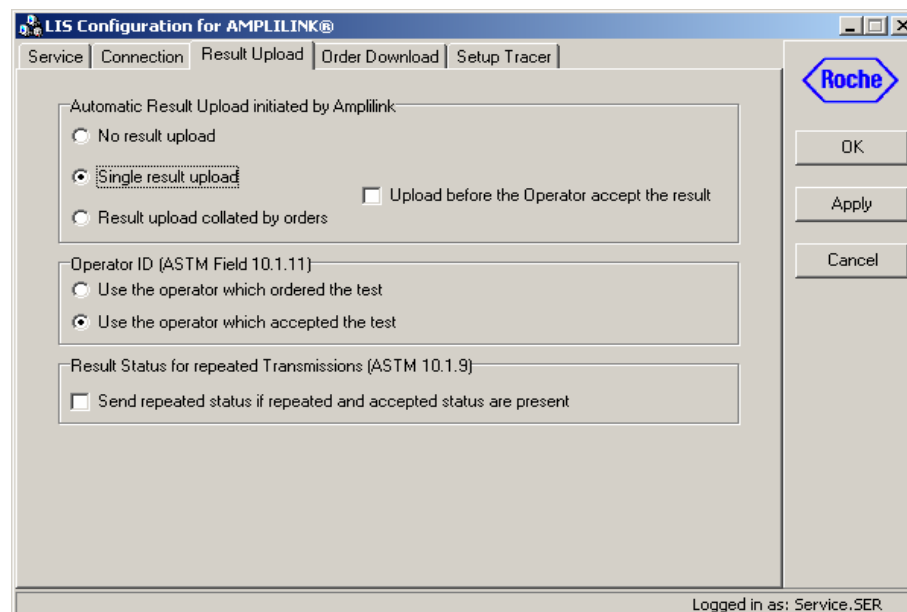 LIS Configuration for AMPLILINK®
Service Connection Result Upload Order Download Setup Tracer
Roche
Automatic Result Upload initiated by Amplilink
No result upload
Single result upload
Upload before the Operator accept the result
Result upload collated by orders
OK
Apply
Cancel
Operator ID (ASTM Field 10.1.11)
Use the operator which ordered the test
Use the operator which accepted the test
Result Status for repeated Transmissions (ASTM 10.1.9)
Send repeated status if repeated and accepted status are present
Logged in as: Service.SER